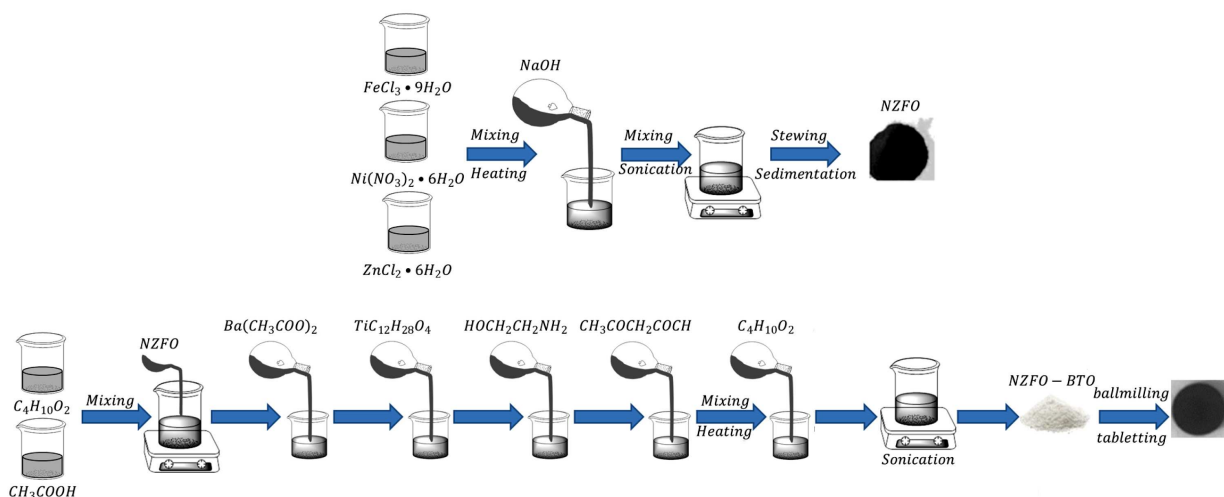 FeCl₃ • 9H₂O
Ni(NO₃)₂ • 6H₂O
ZnCl₂ • 6H₂O
Mixing
Heating
NaOH
Mixing
Sonication
Stewing
Sedimentation
NZFO
C₄H₁₀O₂
CH₃COOH
Mixing
NZFO
Ba(CH₃COO)₂
TiC₁₂H₂₈O₄
HOCH₂CH₂NH₂
CH₃COCH₂COCH
Mixing
Heating
C₄H₁₀O₂
Sonication
NZFO − BTO
ballmilling
tabletting